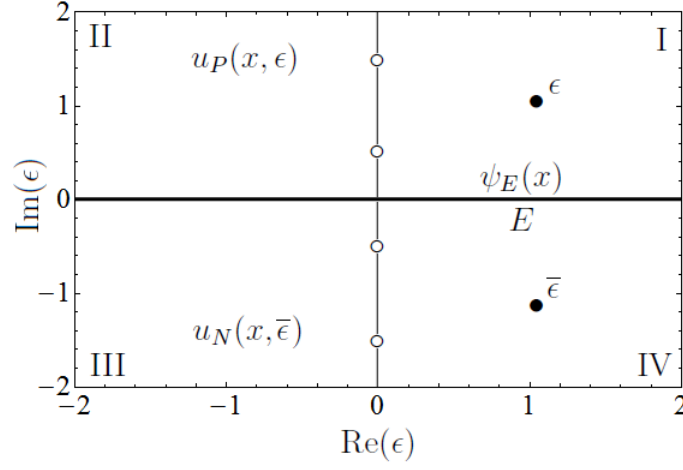 2
II
I
u_P(x, ϵ)
ϵ
1
ψ_E(x)
Im(ϵ)
0
E
−1
ϵ̅
u_N(x, ϵ̅)
III
IV
−2
−2
−1
0
1
2
Re(ϵ)